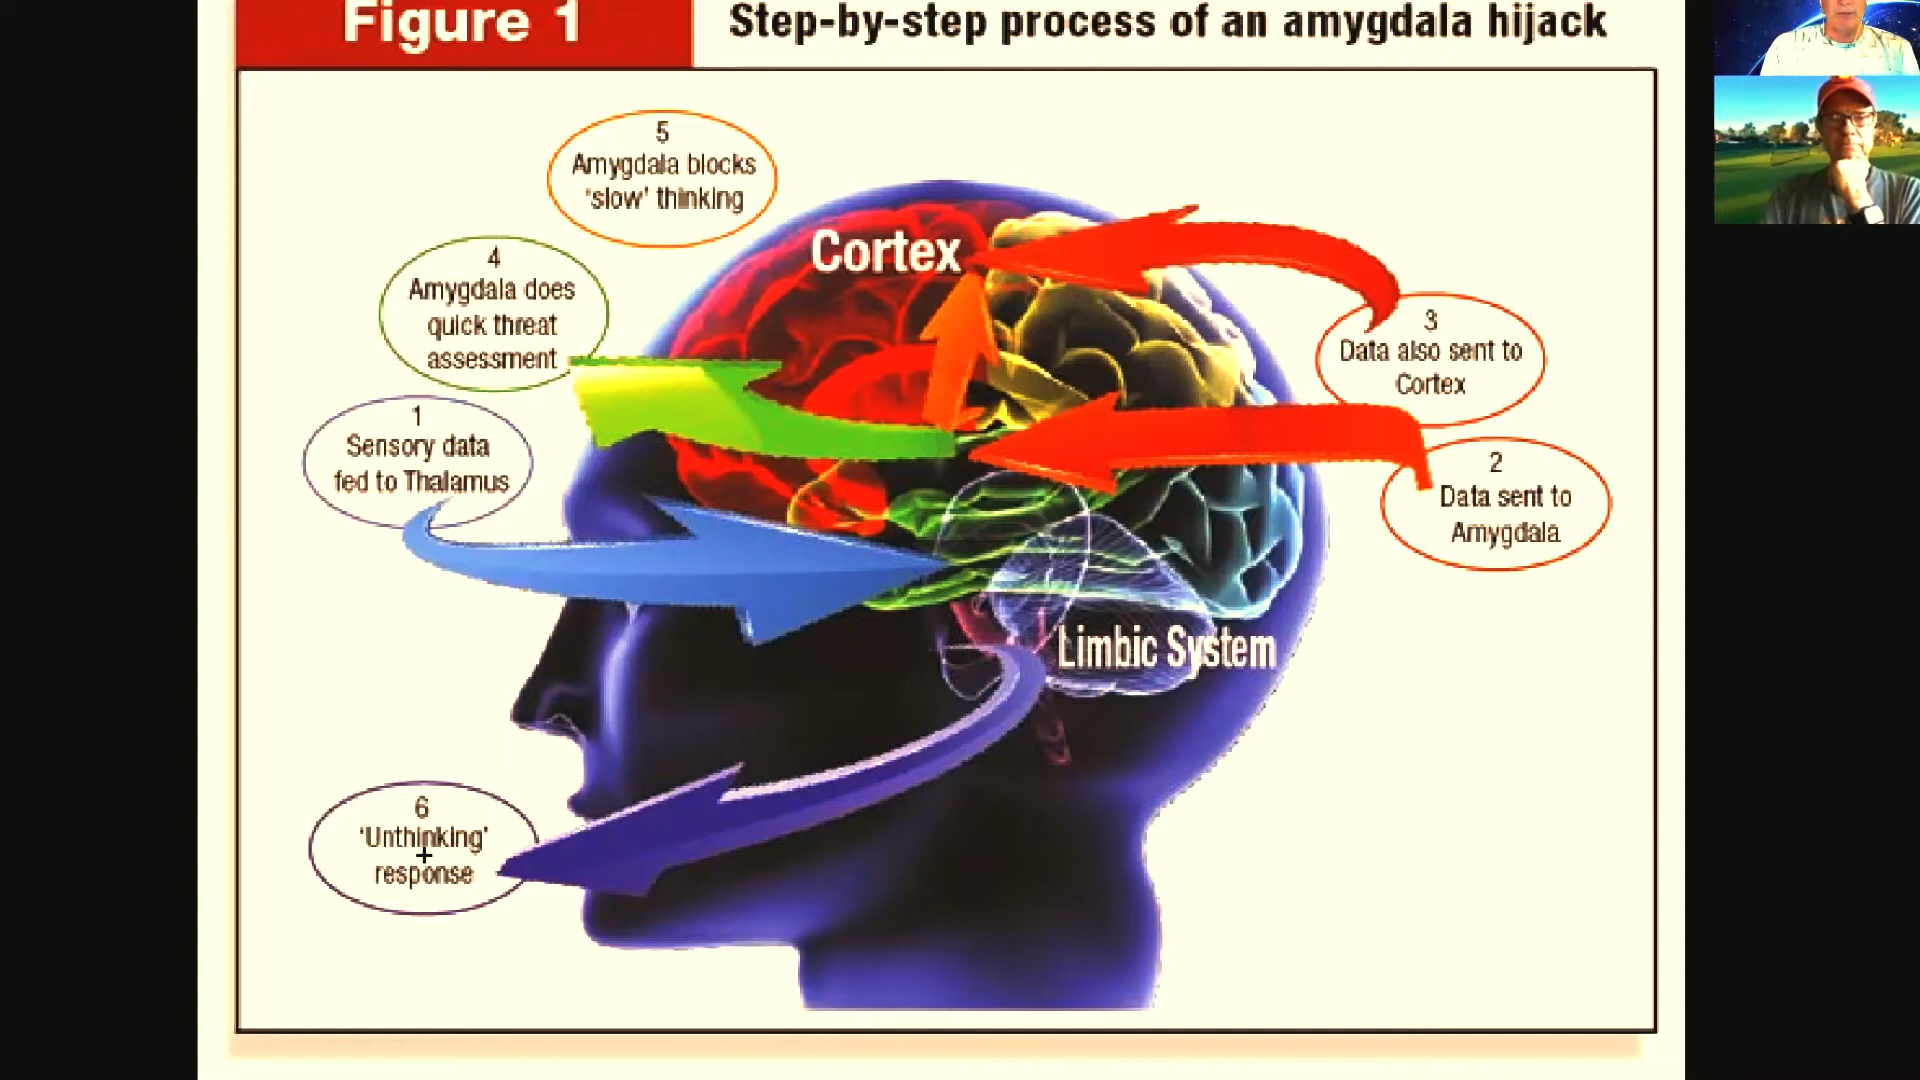 Figure 1
Step-by-step process of an amygdala hijack
5
Amygdala blocks
'slow' thinking
4
Amygdala does
quick threat
assessment
1
Sensory data
fed to Thalamus
Cortex
3
Data also sent to
Cortex
2
Data sent to
Amygdala
Limbic System
6
'Unthinking'
response